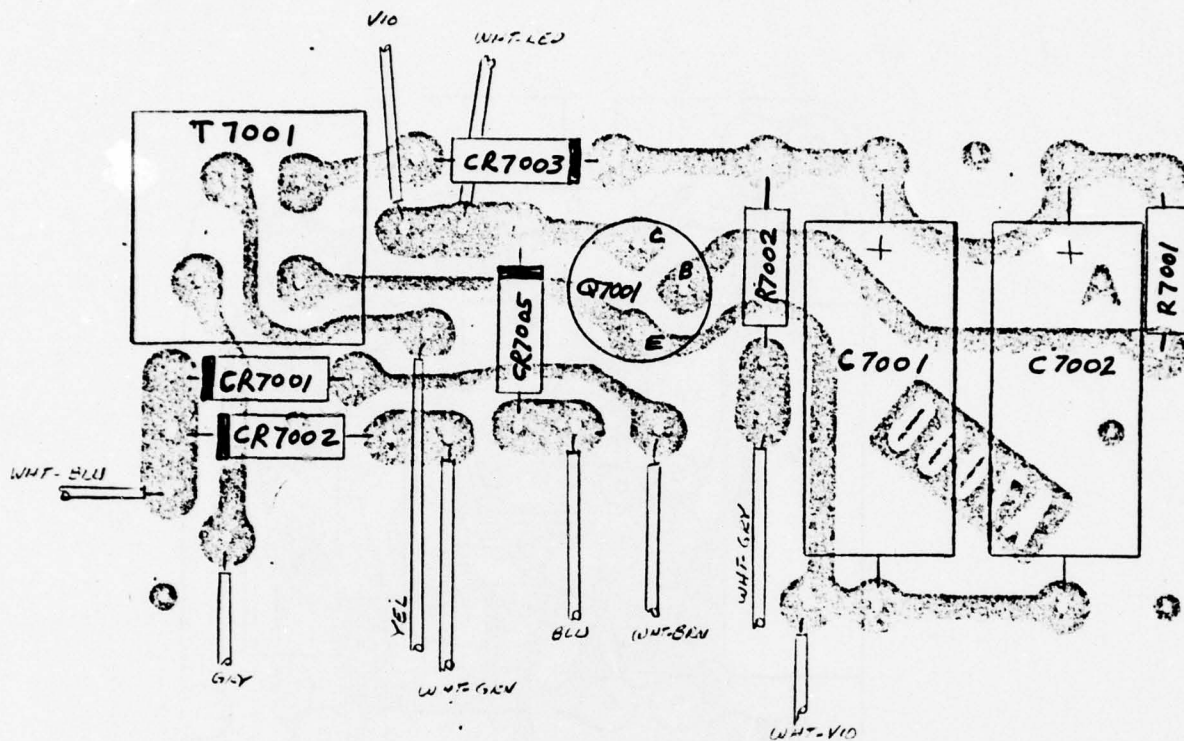 VIO
WHT-RED
T7001
CR7003
C
B
E
Q7001
R7002
+
C7001
+
A
C7002
R7001
CR7005
CR7001
CR7002
WHT-BLU
GRY
YEL
WHT-GRN
BLU
WHT-BRN
WHT-GRY
WHT-VIO